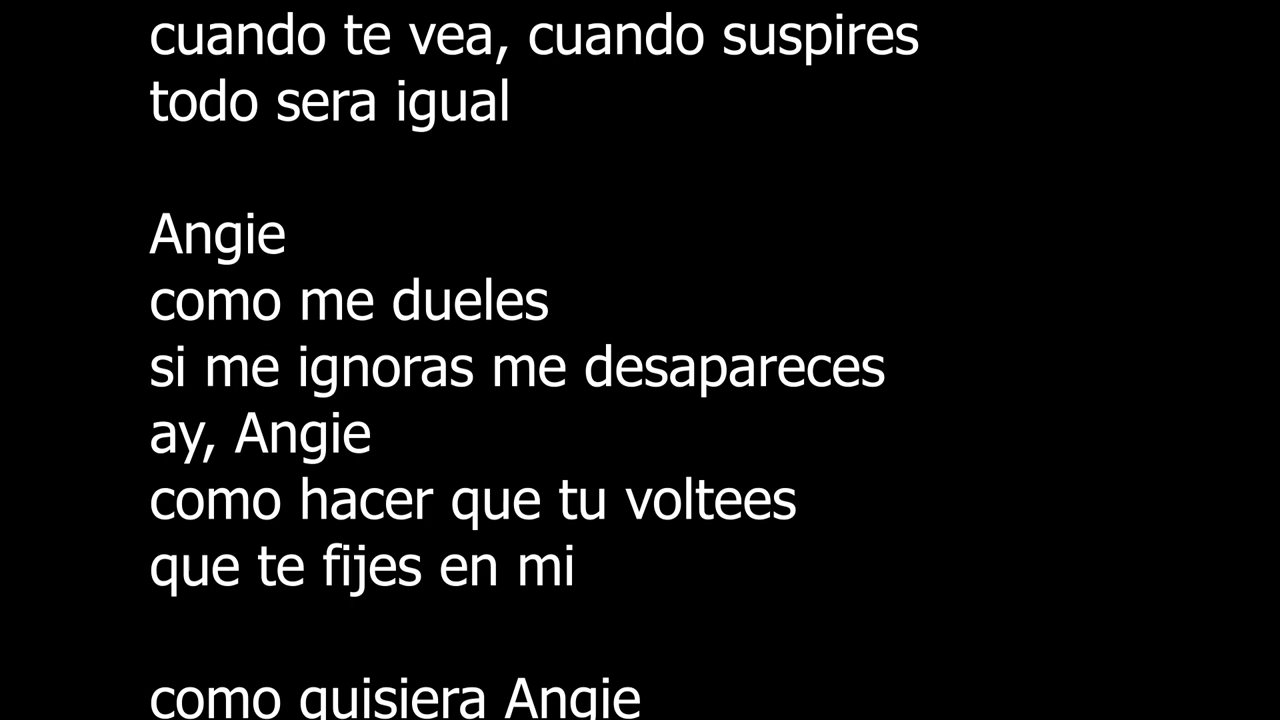 cuando te vea, cuando suspires
todo sera igual
Angie
como me dueles
si me ignoras me desapareces
ay, Angie
como hacer que tu voltees
que te fijes en mi
como quisiera Angie